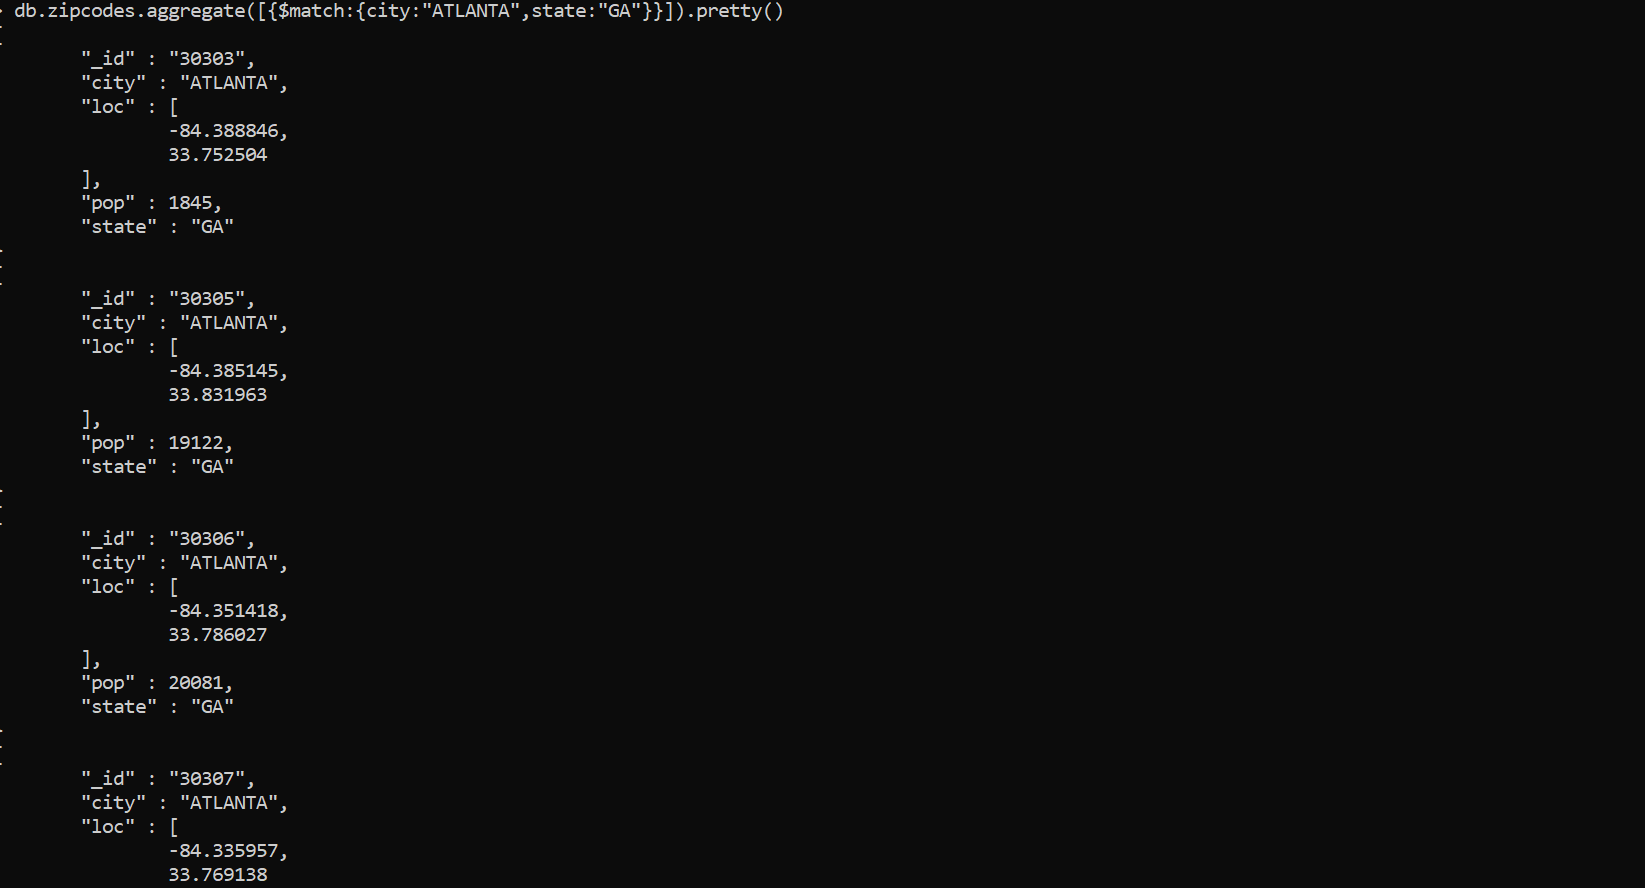 db.zipcodes.aggregate([{$match:{city:"ATLANTA",state:"GA"}}]).pretty()
"_id" : "30303",
"city" : "ATLANTA",
"loc" : [
-84.388846,
33.752504
],
"pop" : 1845,
"state" : "GA"
"_id" : "30305",
"city" : "ATLANTA",
"loc" : [
-84.385145,
33.831963
],
"pop" : 19122,
"state" : "GA"
"_id" : "30306",
"city" : "ATLANTA",
"loc" : [
-84.351418,
33.786027
],
"pop" : 20081,
"state" : "GA"
"_id" : "30307",
"city" : "ATLANTA",
"loc" : [
-84.335957,
33.769138